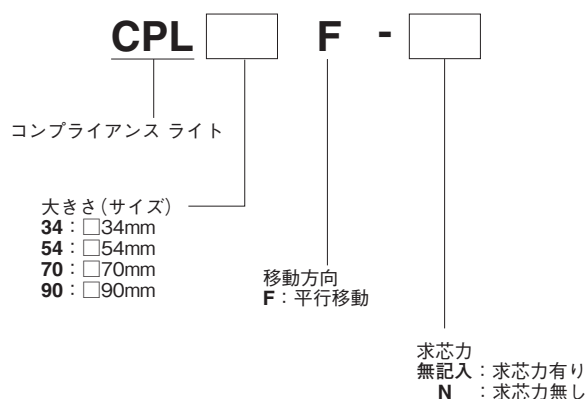 CPL□ F - □
コンプライアンス ライト
大きさ(サイズ)
34：□34mm
54：□54mm
70：□70mm
90：□90mm
移動方向
F：平行移動
求芯力
無記入：求芯力有り
N ：求芯力無し